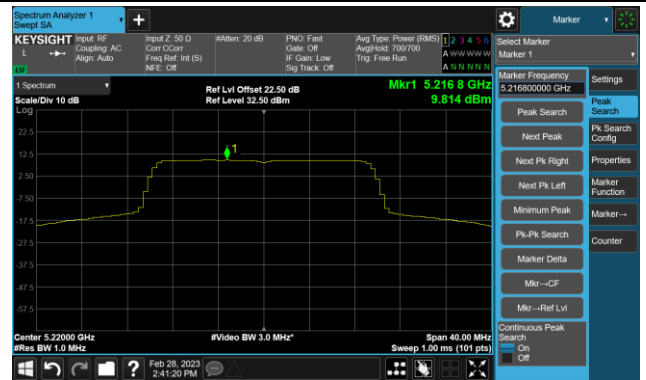 Spectrum Analyzer 1
Swept SA
Marker
KEYSIGHT
L
Input: RF
Coupling: AC
Align: Auto
Input Z: 50 Ω
Corr CCorr
Freq Ref: Int (S)
NFE: Off
#Atten: 20 dB
PNO: Fast
Gate: Off
IF Gain: Low
Sig Track: Off
Avg Type: Power (RMS)
Avg|Hold: 700/700
Trig: Free Run
1 2 3 4 5 6
A W W W W W
A N N N N N
Select Marker
Marker 1
1 Spectrum
Scale/Div 10 dB
Log
Ref Lvl Offset 22.50 dB
Ref Level 32.50 dBm
Mkr1 5.216 8 GHz
9.814 dBm
Marker Frequency
5.216800000 GHz
Settings
Peak Search
Next Peak
Next Pk Right
Next Pk Left
Minimum Peak
Pk-Pk Search
Marker Delta
Mkr→CF
Mkr→Ref Lvl
Continuous Peak
Search
On
Off
Peak
Search
Pk Search
Config
Properties
Marker
Function
Marker→
Counter
1
22.5
12.5
2.50
-7.50
-17.5
-27.5
-37.5
-47.5
-57.5
Center 5.22000 GHz
#Res BW 1.0 MHz
#Video BW 3.0 MHz*
Span 40.00 MHz
Sweep 1.00 ms (101 pts)
?
Feb 28, 2023
2:41:20 PM